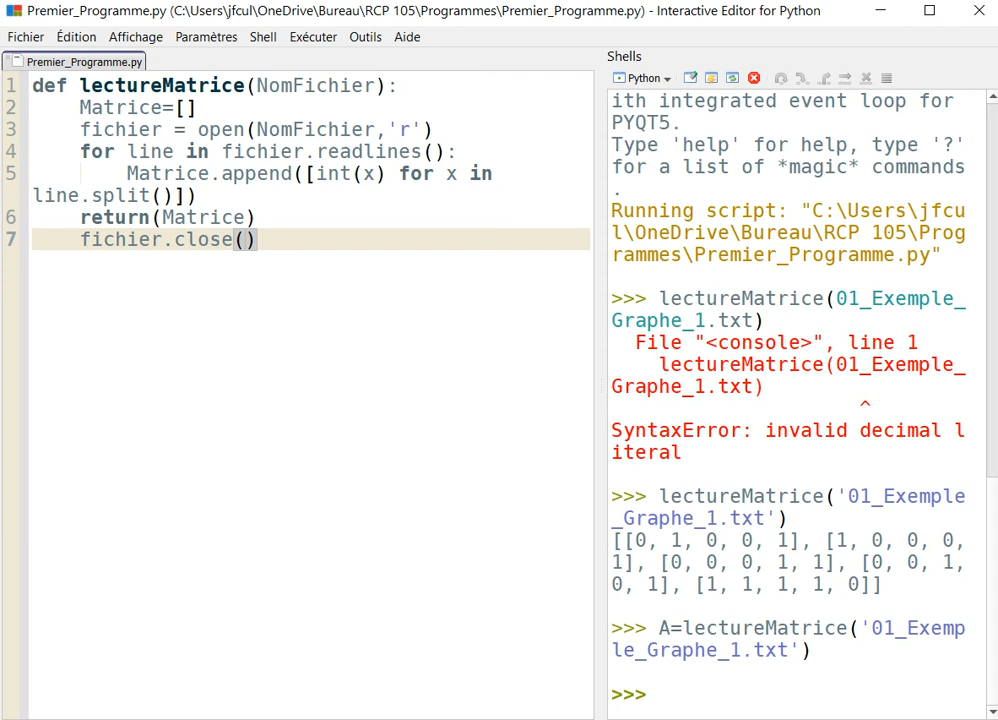 Premier_Programme.py (C:\Users\jfcul\OneDrive\Bureau\RCP 105\Programmes\Premier_Programme.py) - Interactive Editor for Python
Fichier Édition Affichage Paramètres Shell Exécuter Outils Aide
Premier_Programme.py
1 def lectureMatrice(NomFichier):
2 Matrice=[]
3 fichier = open(NomFichier,'r')
4 for line in fichier.readlines():
5 Matrice.append([int(x) for x in
line.split()])
6 return(Matrice)
7 fichier.close()
Shells
Python
ith integrated event loop for
PYQT5.
Type 'help' for help, type '?'
for a list of *magic* commands
.
Running script: "C:\Users\jfcu
l\OneDrive\Bureau\RCP 105\Prog
rammes\Premier_Programme.py"
>>> lectureMatrice(01_Exemple_
Graphe_1.txt)
File "<console>", line 1
lectureMatrice(01_Exemple_
Graphe_1.txt)
^
SyntaxError: invalid decimal l
iteral
>>> lectureMatrice('01_Exemple
_Graphe_1.txt')
[[0, 1, 0, 0, 1], [1, 0, 0, 0,
1], [0, 0, 0, 1, 1], [0, 0, 1,
0, 1], [1, 1, 1, 1, 0]]
>>> A=lectureMatrice('01_Exemp
le_Graphe_1.txt')
>>>